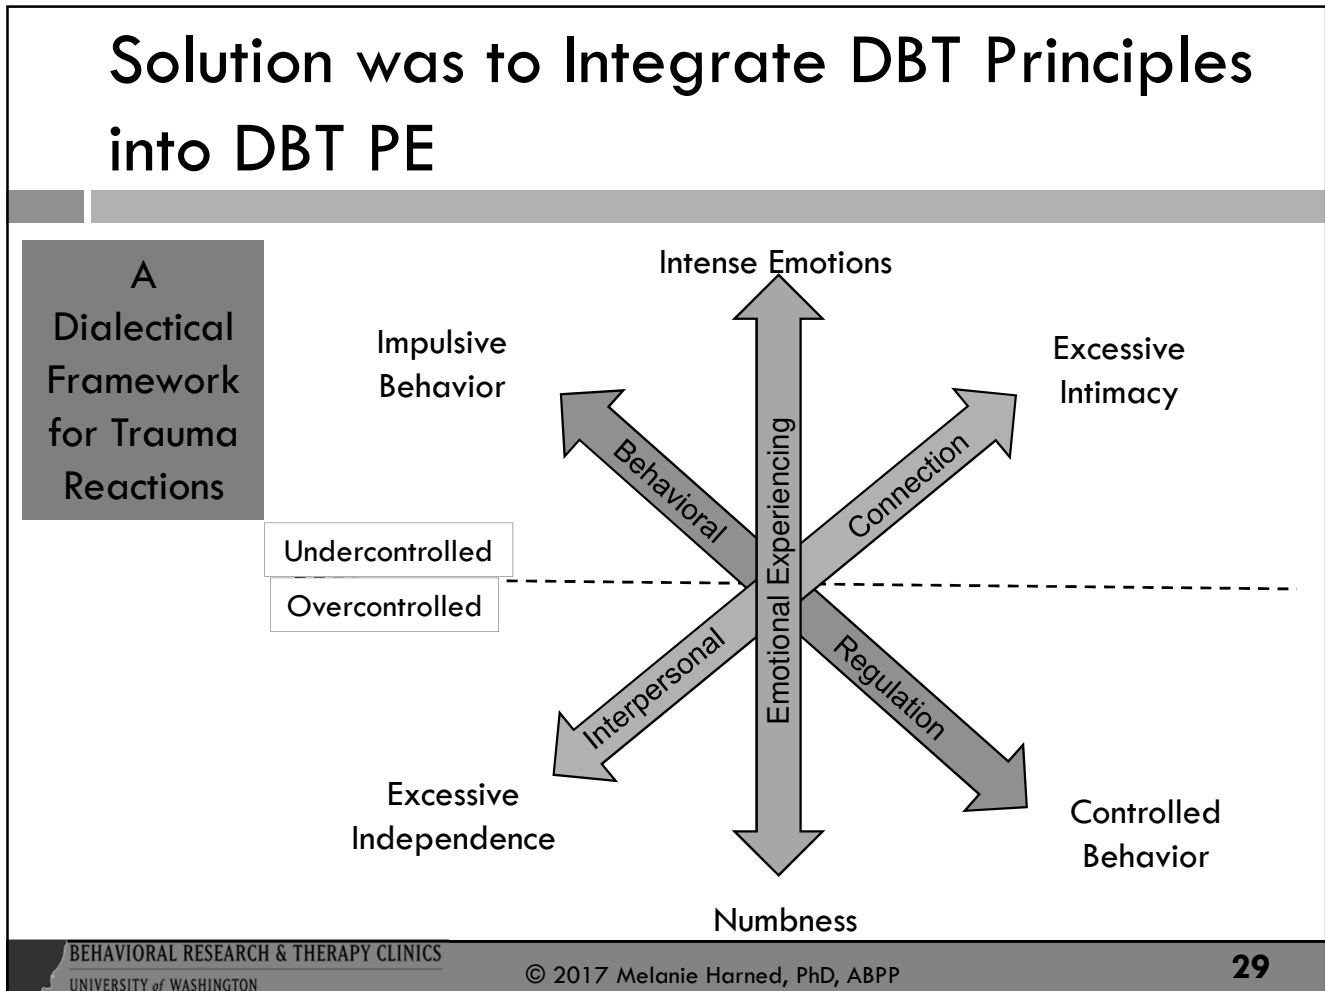 Solution was to Integrate DBT Principles
into DBT PE
A
Dialectical
Framework
for Trauma
Reactions
Intense Emotions
Impulsive
Behavior
Excessive
Intimacy
Behavioral
Emotional Experiencing
Connection
Undercontrolled
Overcontrolled
Interpersonal
Regulation
Excessive
Independence
Controlled
Behavior
Numbness
BEHAVIORAL RESEARCH & THERAPY CLINICS
UNIVERSITY of WASHINGTON
© 2017 Melanie Harned, PhD, ABPP
29